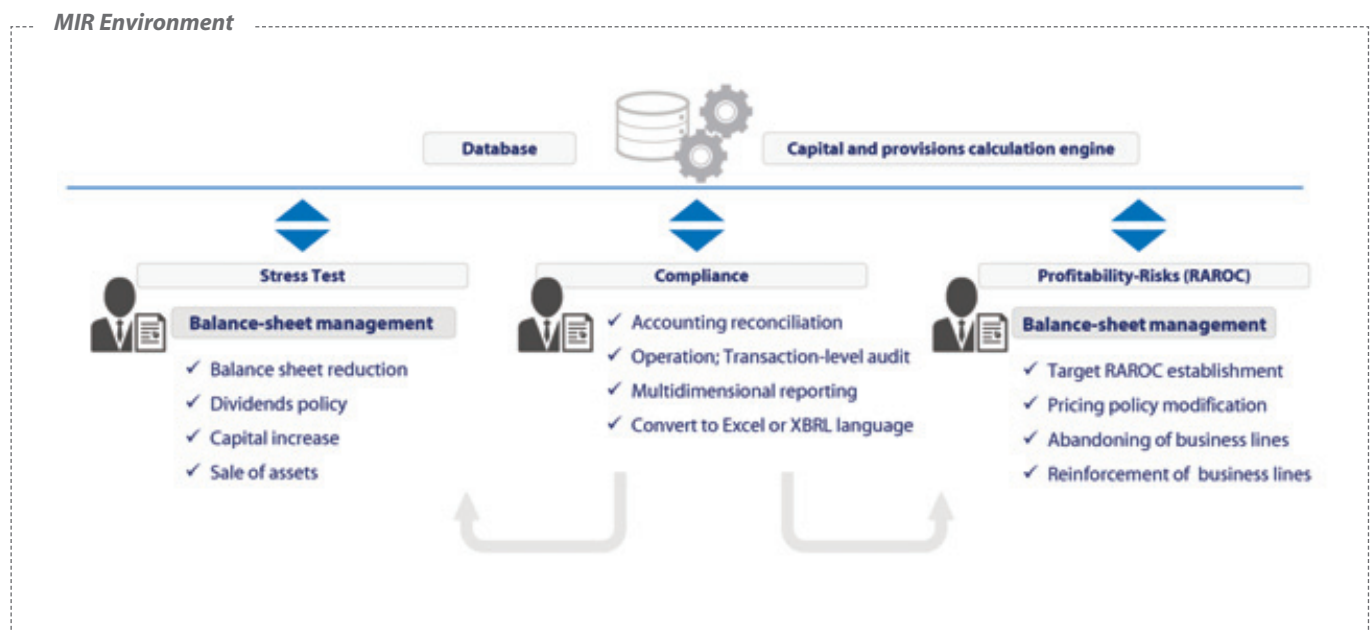 MIR Environment
Database
Capital and provisions calculation engine
Stress Test
Balance-sheet management
✓ Balance sheet reduction
✓ Dividends policy
✓ Capital increase
✓ Sale of assets
Compliance
✓ Accounting reconciliation
✓ Operation; Transaction-level audit
✓ Multidimensional reporting
✓ Convert to Excel or XBRL language
Profitability-Risks (RAROC)
Balance-sheet management
✓ Target RAROC establishment
✓ Pricing policy modification
✓ Abandoning of business lines
✓ Reinforcement of business lines